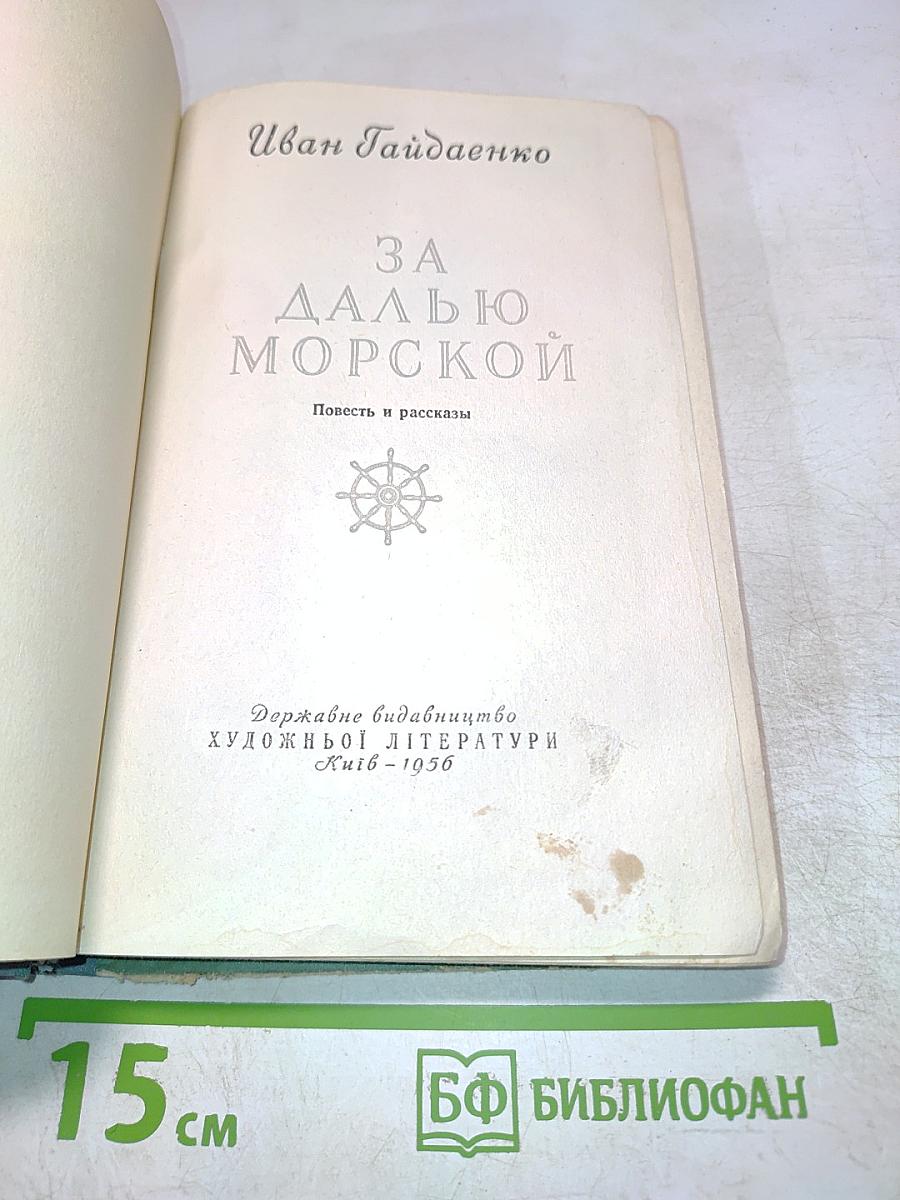 Иван Гайдаенко
ЗА
ДАЛЬЮ
МОРСКОЙ
Повесть и рассказы
Державне видавництво
ХУДОЖНЬОЇ ЛІТЕРАТУРИ
Київ – 1956
15 см
БФ БИБЛИОФАН